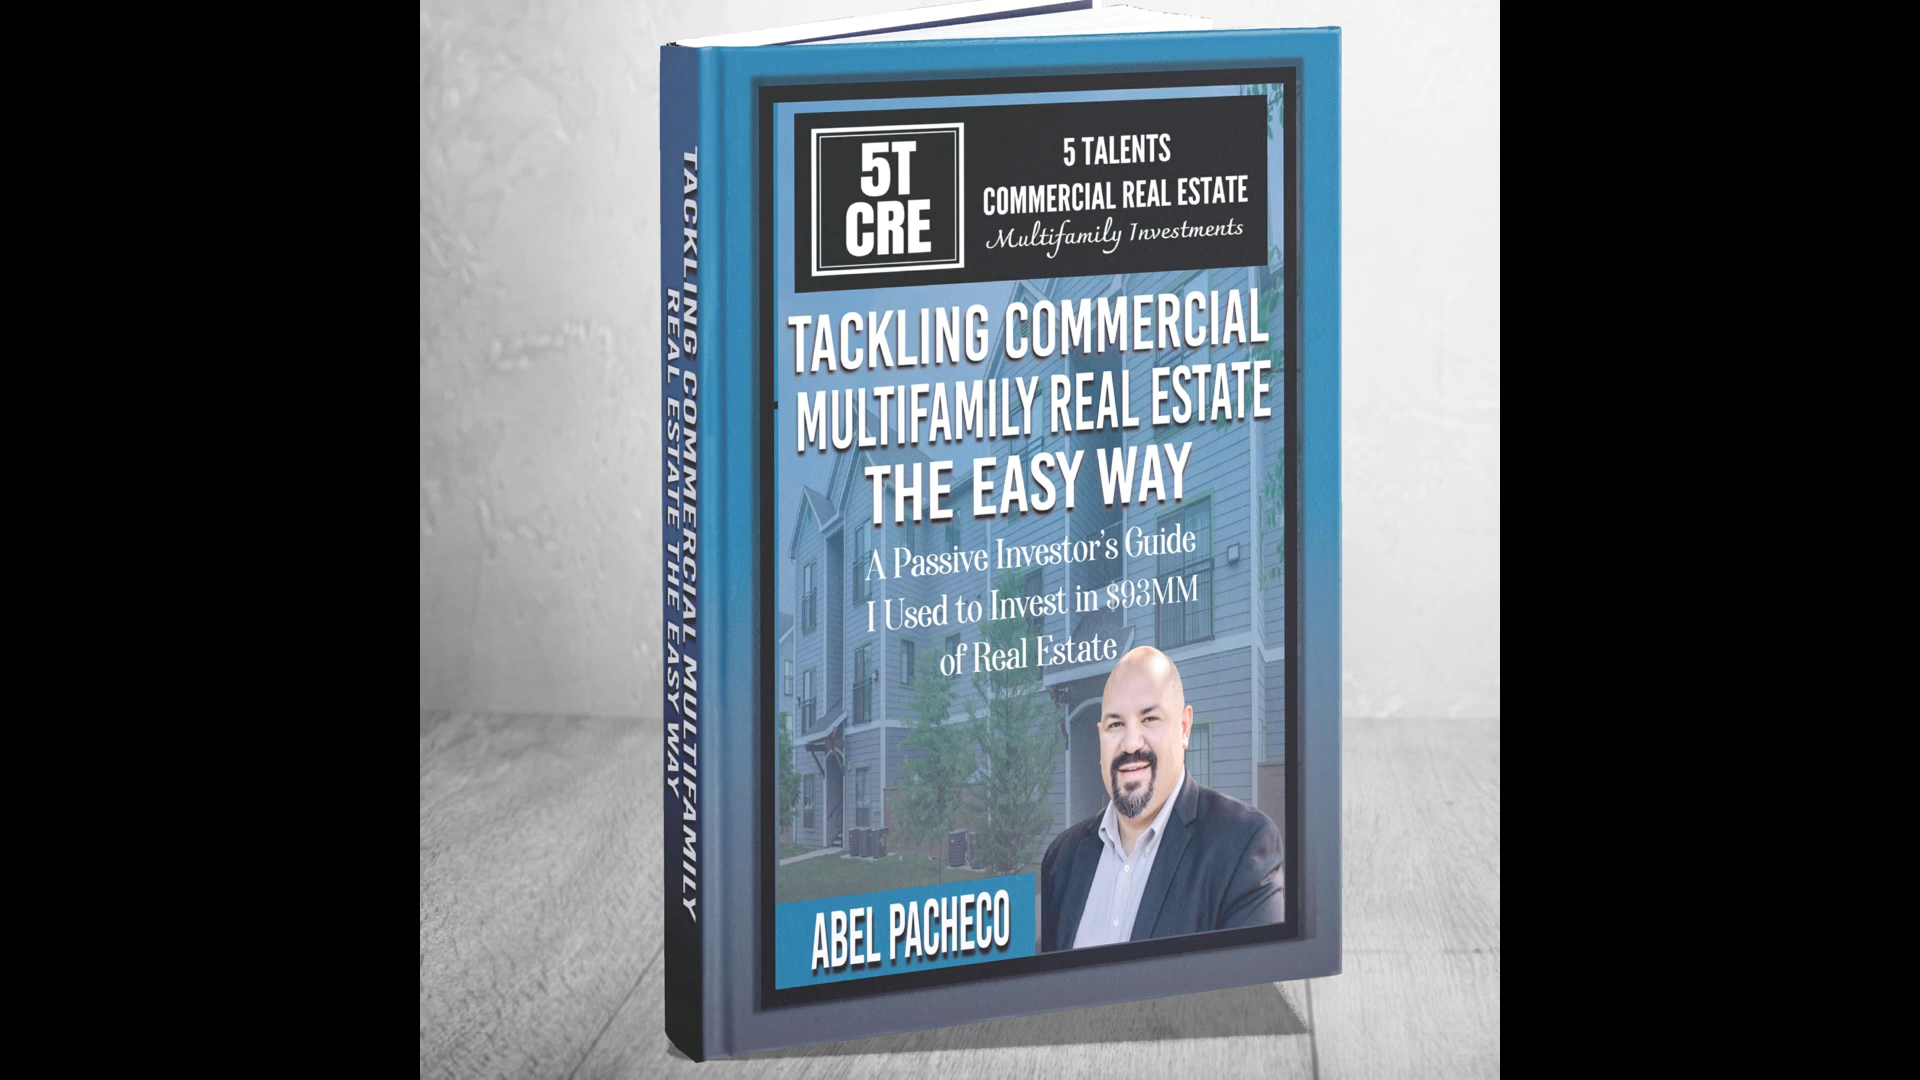 5T
CRE
5 TALENTS
COMMERCIAL REAL ESTATE
Multifamily Investments
TACKLING COMMERCIAL
MULTIFAMILY REAL ESTATE
THE EASY WAY
A Passive Investor's Guide
I Used to Invest in $93MM
of Real Estate
ABEL PACHECO
TACKLING COMMERCIAL MULTIFAMILY
REAL ESTATE THE EASY WAY